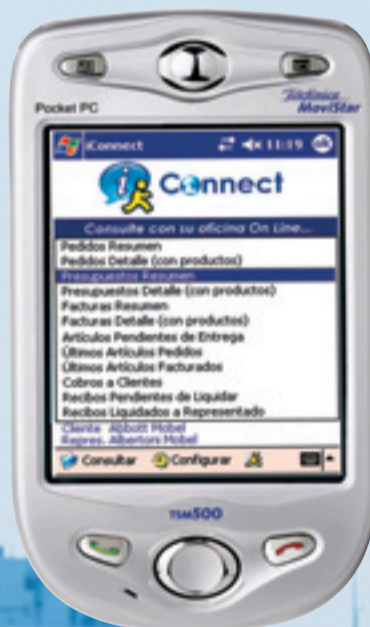 Pocket PC
Telefónica
MoviStar
iConnect 11:19 ok
i Connect
Consulte con su oficina On Line...
Pedidos Resumen
Pedidos Detalle (con productos)
Presupuestos Resumen
Presupuestos Detalle (con productos)
Facturas Resumen
Facturas Detalle (con productos)
Artículos Pendientes de Entrega
Últimos Artículos Pedidos
Últimos Artículos Facturados
Cobros a Clientes
Recibos Pendientes de Liquidar
Recibos Liquidados a Representado
Cliente Abbott Mobel
Repres. Albertoni Mobel
Consultar Configurar
TSM500